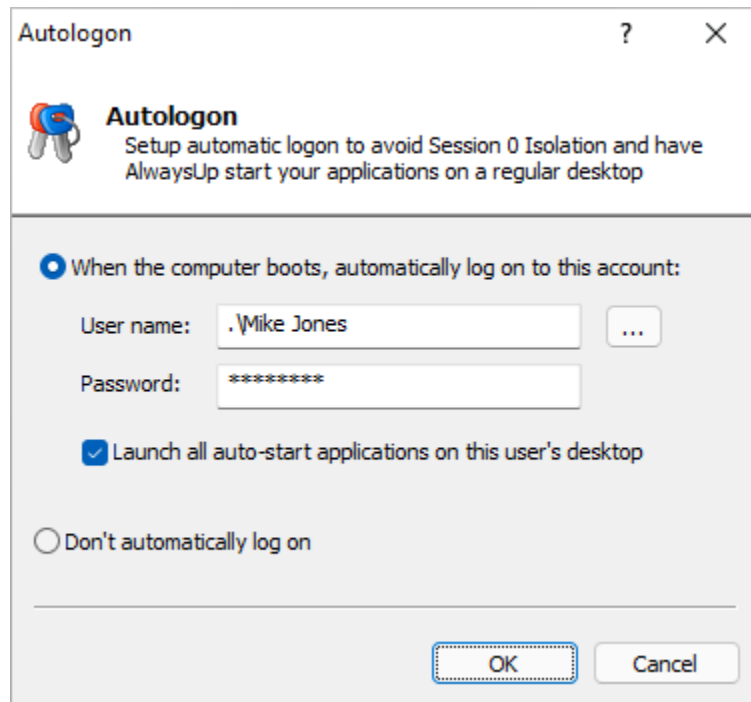 Autologon
Autologon
Setup automatic logon to avoid Session 0 Isolation and have
AlwaysUp start your applications on a regular desktop
When the computer boots, automatically log on to this account:
User name: .\Mike Jones ...
Password: ********
Launch all auto-start applications on this user's desktop
Don't automatically log on
OK Cancel